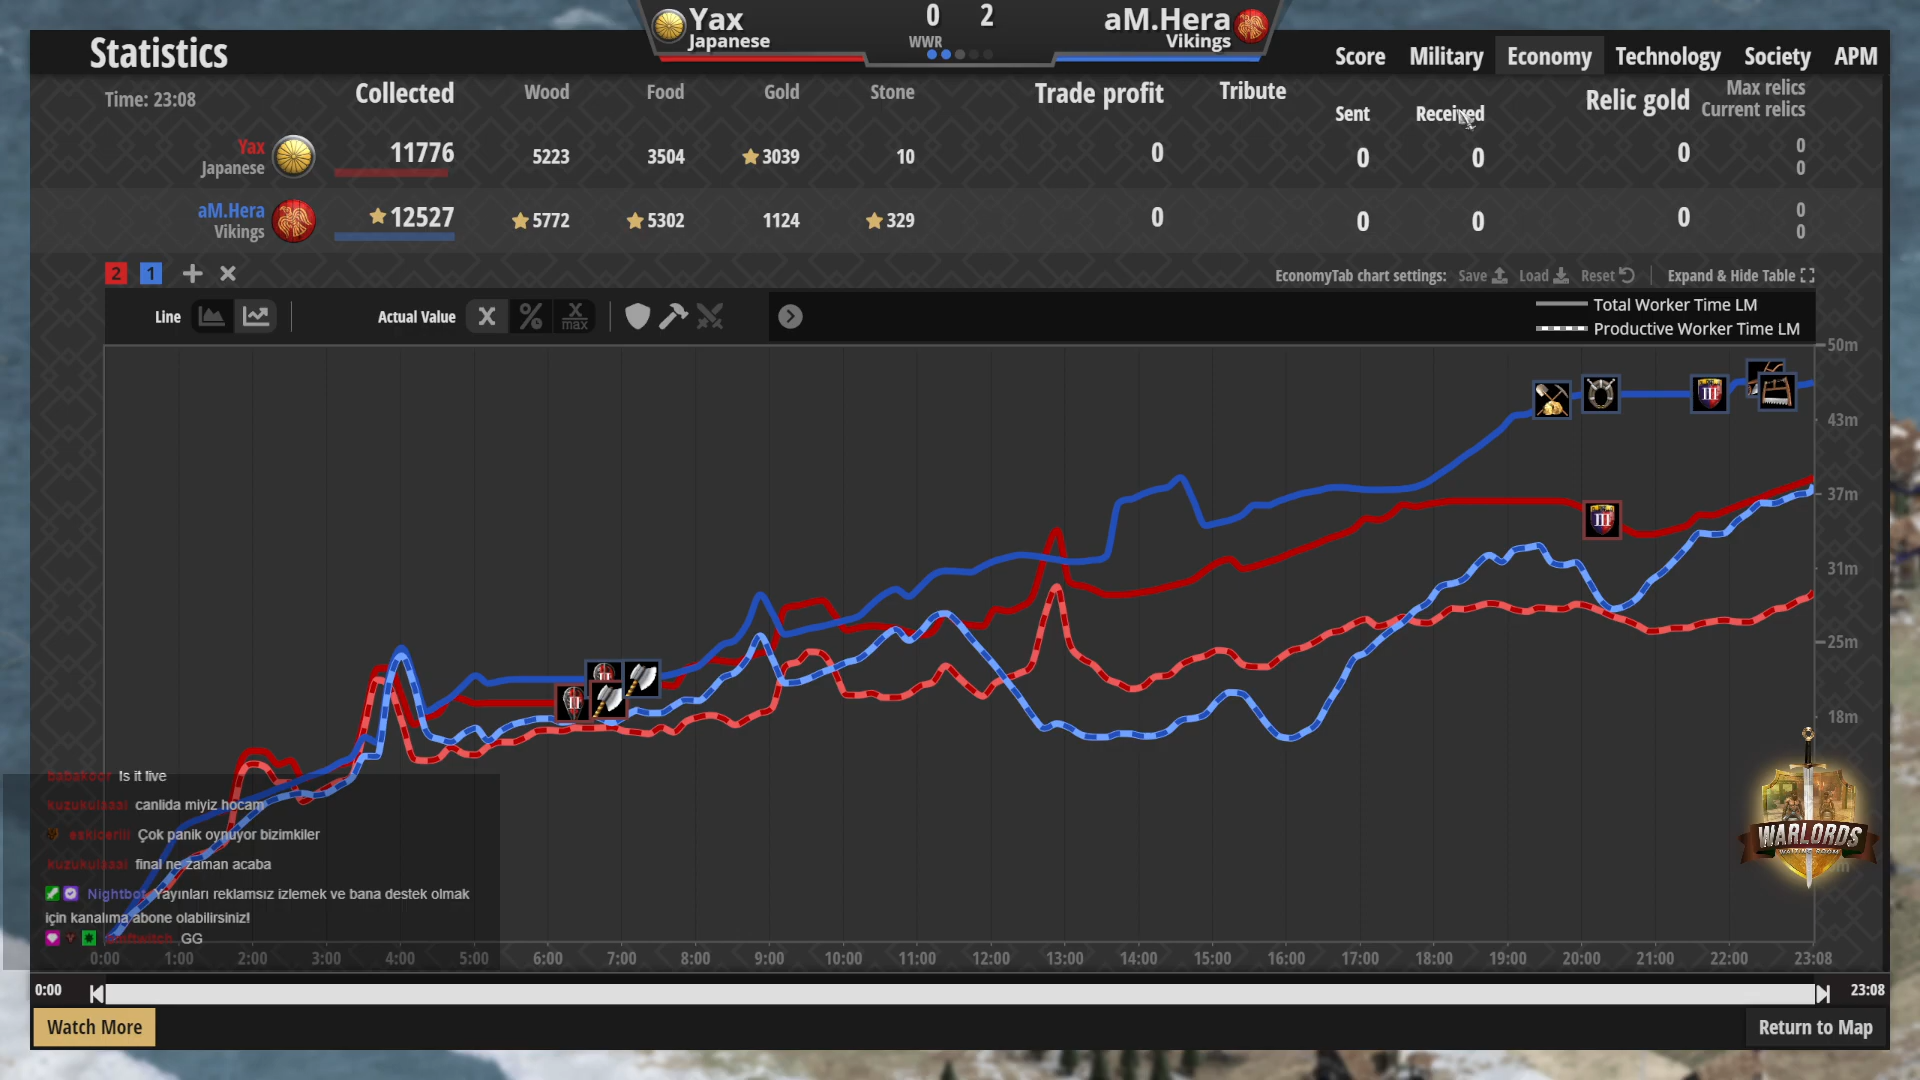 Yax
Japanese
0 2
WWR
aM.Hera
Vikings
Statistics
Score Military Economy Technology Society APM
Time: 23:08
Collected Wood Food Gold Stone Trade profit Tribute Sent Received Relic gold Max relics
Current relics
Yax
Japanese
11776 5223 3504 3039 10 0 0 0 0 0
0
aM.Hera
Vikings
12527 5772 5302 1124 329 0 0 0 0 0
0
2 1
EconomyTab chart settings: Save Load Reset Expand & Hide Table
Line Actual Value X % X
max
Total Worker Time LM
Productive Worker Time LM
50m
43m
37m
31m
25m
18m
II
II
III
III
III
Is it live
canlida miyiz hocam
Çok panik oynuyor bizimkiler
final ne zaman acaba
Nightbot Yayınları reklamsız izlemek ve bana destek olmak
için kanalıma abone olabilirsiniz!
GG
WARLORDS
WAITING ROOM
0:00 1:00 2:00 3:00 4:00 5:00 6:00 7:00 8:00 9:00 10:00 11:00 12:00 13:00 14:00 15:00 16:00 17:00 18:00 19:00 20:00 21:00 22:00 23:08
0:00 23:08
Watch More Return to Map